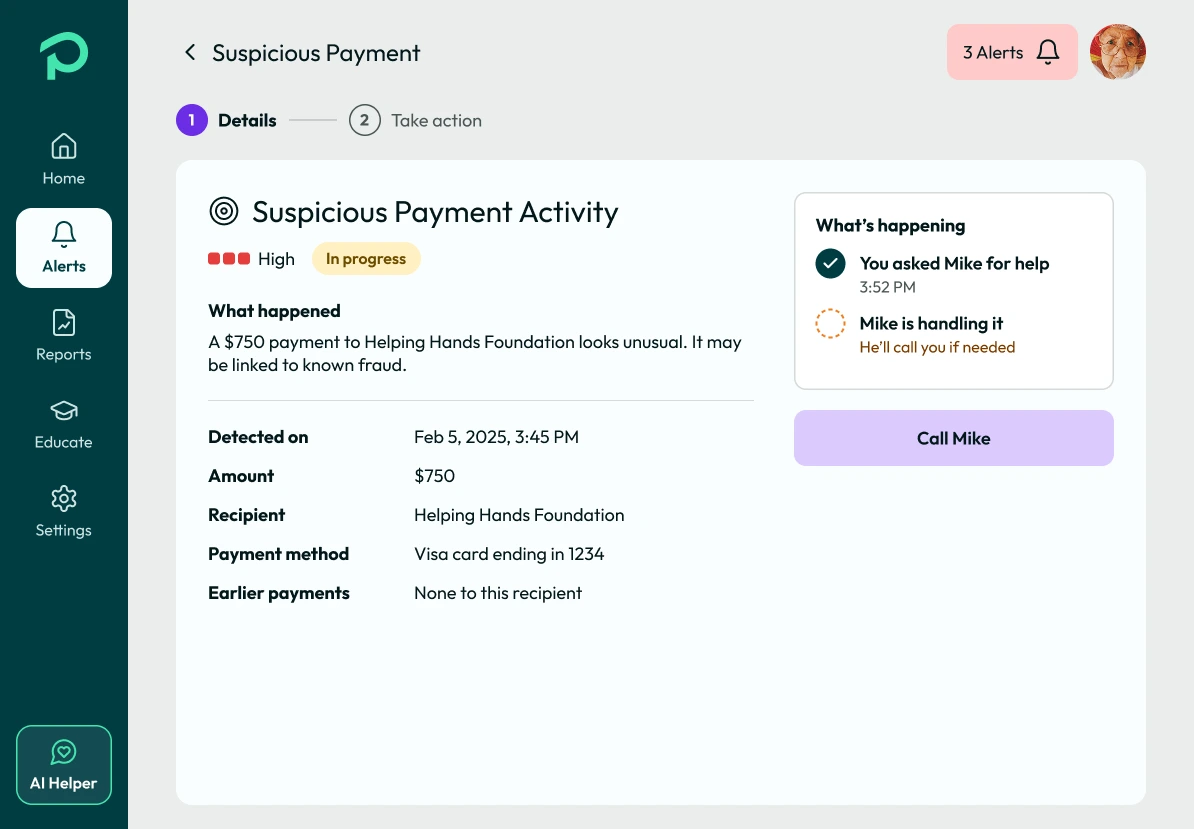 Suspicious Payment
3 Alerts
1 Details
2 Take action
Home
Alerts
Reports
Educate
Settings
AI Helper
Suspicious Payment Activity
High
In progress
What happened
A $750 payment to Helping Hands Foundation looks unusual. It may
be linked to known fraud.
Detected on Feb 5, 2025, 3:45 PM
Amount $750
Recipient Helping Hands Foundation
Payment method Visa card ending in 1234
Earlier payments None to this recipient
What's happening
You asked Mike for help
3:52 PM
Mike is handling it
He'll call you if needed
Call Mike